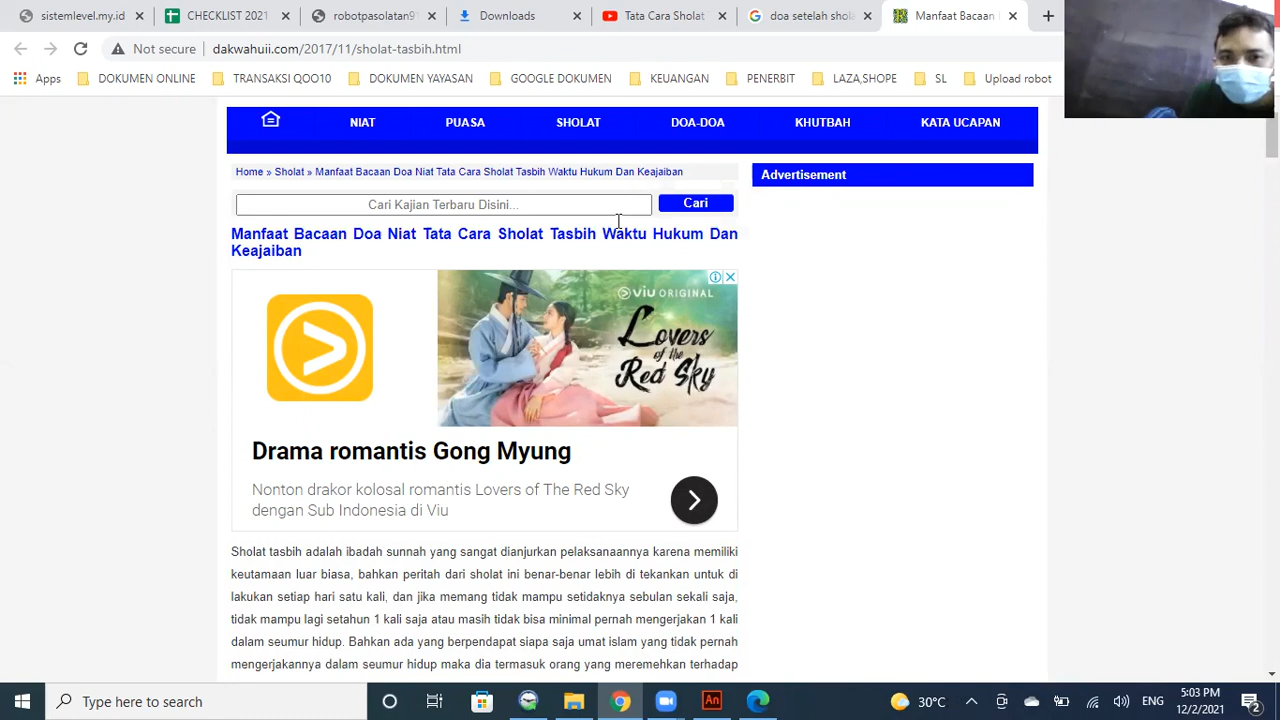 sistemlevel.my.id
CHECKLIST 2021
robotpasolatan9
Downloads
Tata Cara Sholat
doa setelah shola
Manfaat Bacaan
Not secure
dakwahuii.com/2017/11/sholat-tasbih.html
Apps
DOKUMEN ONLINE
TRANSAKSI QOO10
DOKUMEN YAYASAN
GOOGLE DOKUMEN
KEUANGAN
PENERBIT
LAZA,SHOPE
SL
Upload robot
NIAT
PUASA
SHOLAT
DOA-DOA
KHUTBAH
KATA UCAPAN
Home » Sholat » Manfaat Bacaan Doa Niat Tata Cara Sholat Tasbih Waktu Hukum Dan Keajaiban
Advertisement
Cari Kajian Terbaru Disini...
Cari
Manfaat Bacaan Doa Niat Tata Cara Sholat Tasbih Waktu Hukum Dan
Keajaiban
VIU ORIGINAL
Lovers
of the
Red Sky
Drama romantis Gong Myung
Nonton drakor kolosal romantis Lovers of The Red Sky
dengan Sub Indonesia di Viu
Sholat tasbih adalah ibadah sunnah yang sangat dianjurkan pelaksanaannya karena memiliki
keutamaan luar biasa, bahkan peritah dari sholat ini benar-benar lebih di tekankan untuk di
lakukan setiap hari satu kali, dan jika memang tidak mampu setidaknya sebulan sekali saja,
tidak mampu lagi setahun 1 kali saja atau masih tidak bisa minimal pernah mengerjakan 1 kali
dalam seumur hidup. Bahkan ada yang berpendapat siapa saja umat islam yang tidak pernah
mengerjakannya dalam seumur hidup maka dia termasuk orang yang meremehkan terhadap
Type here to search
An
30°C
ENG
5:03 PM
12/2/2021
2